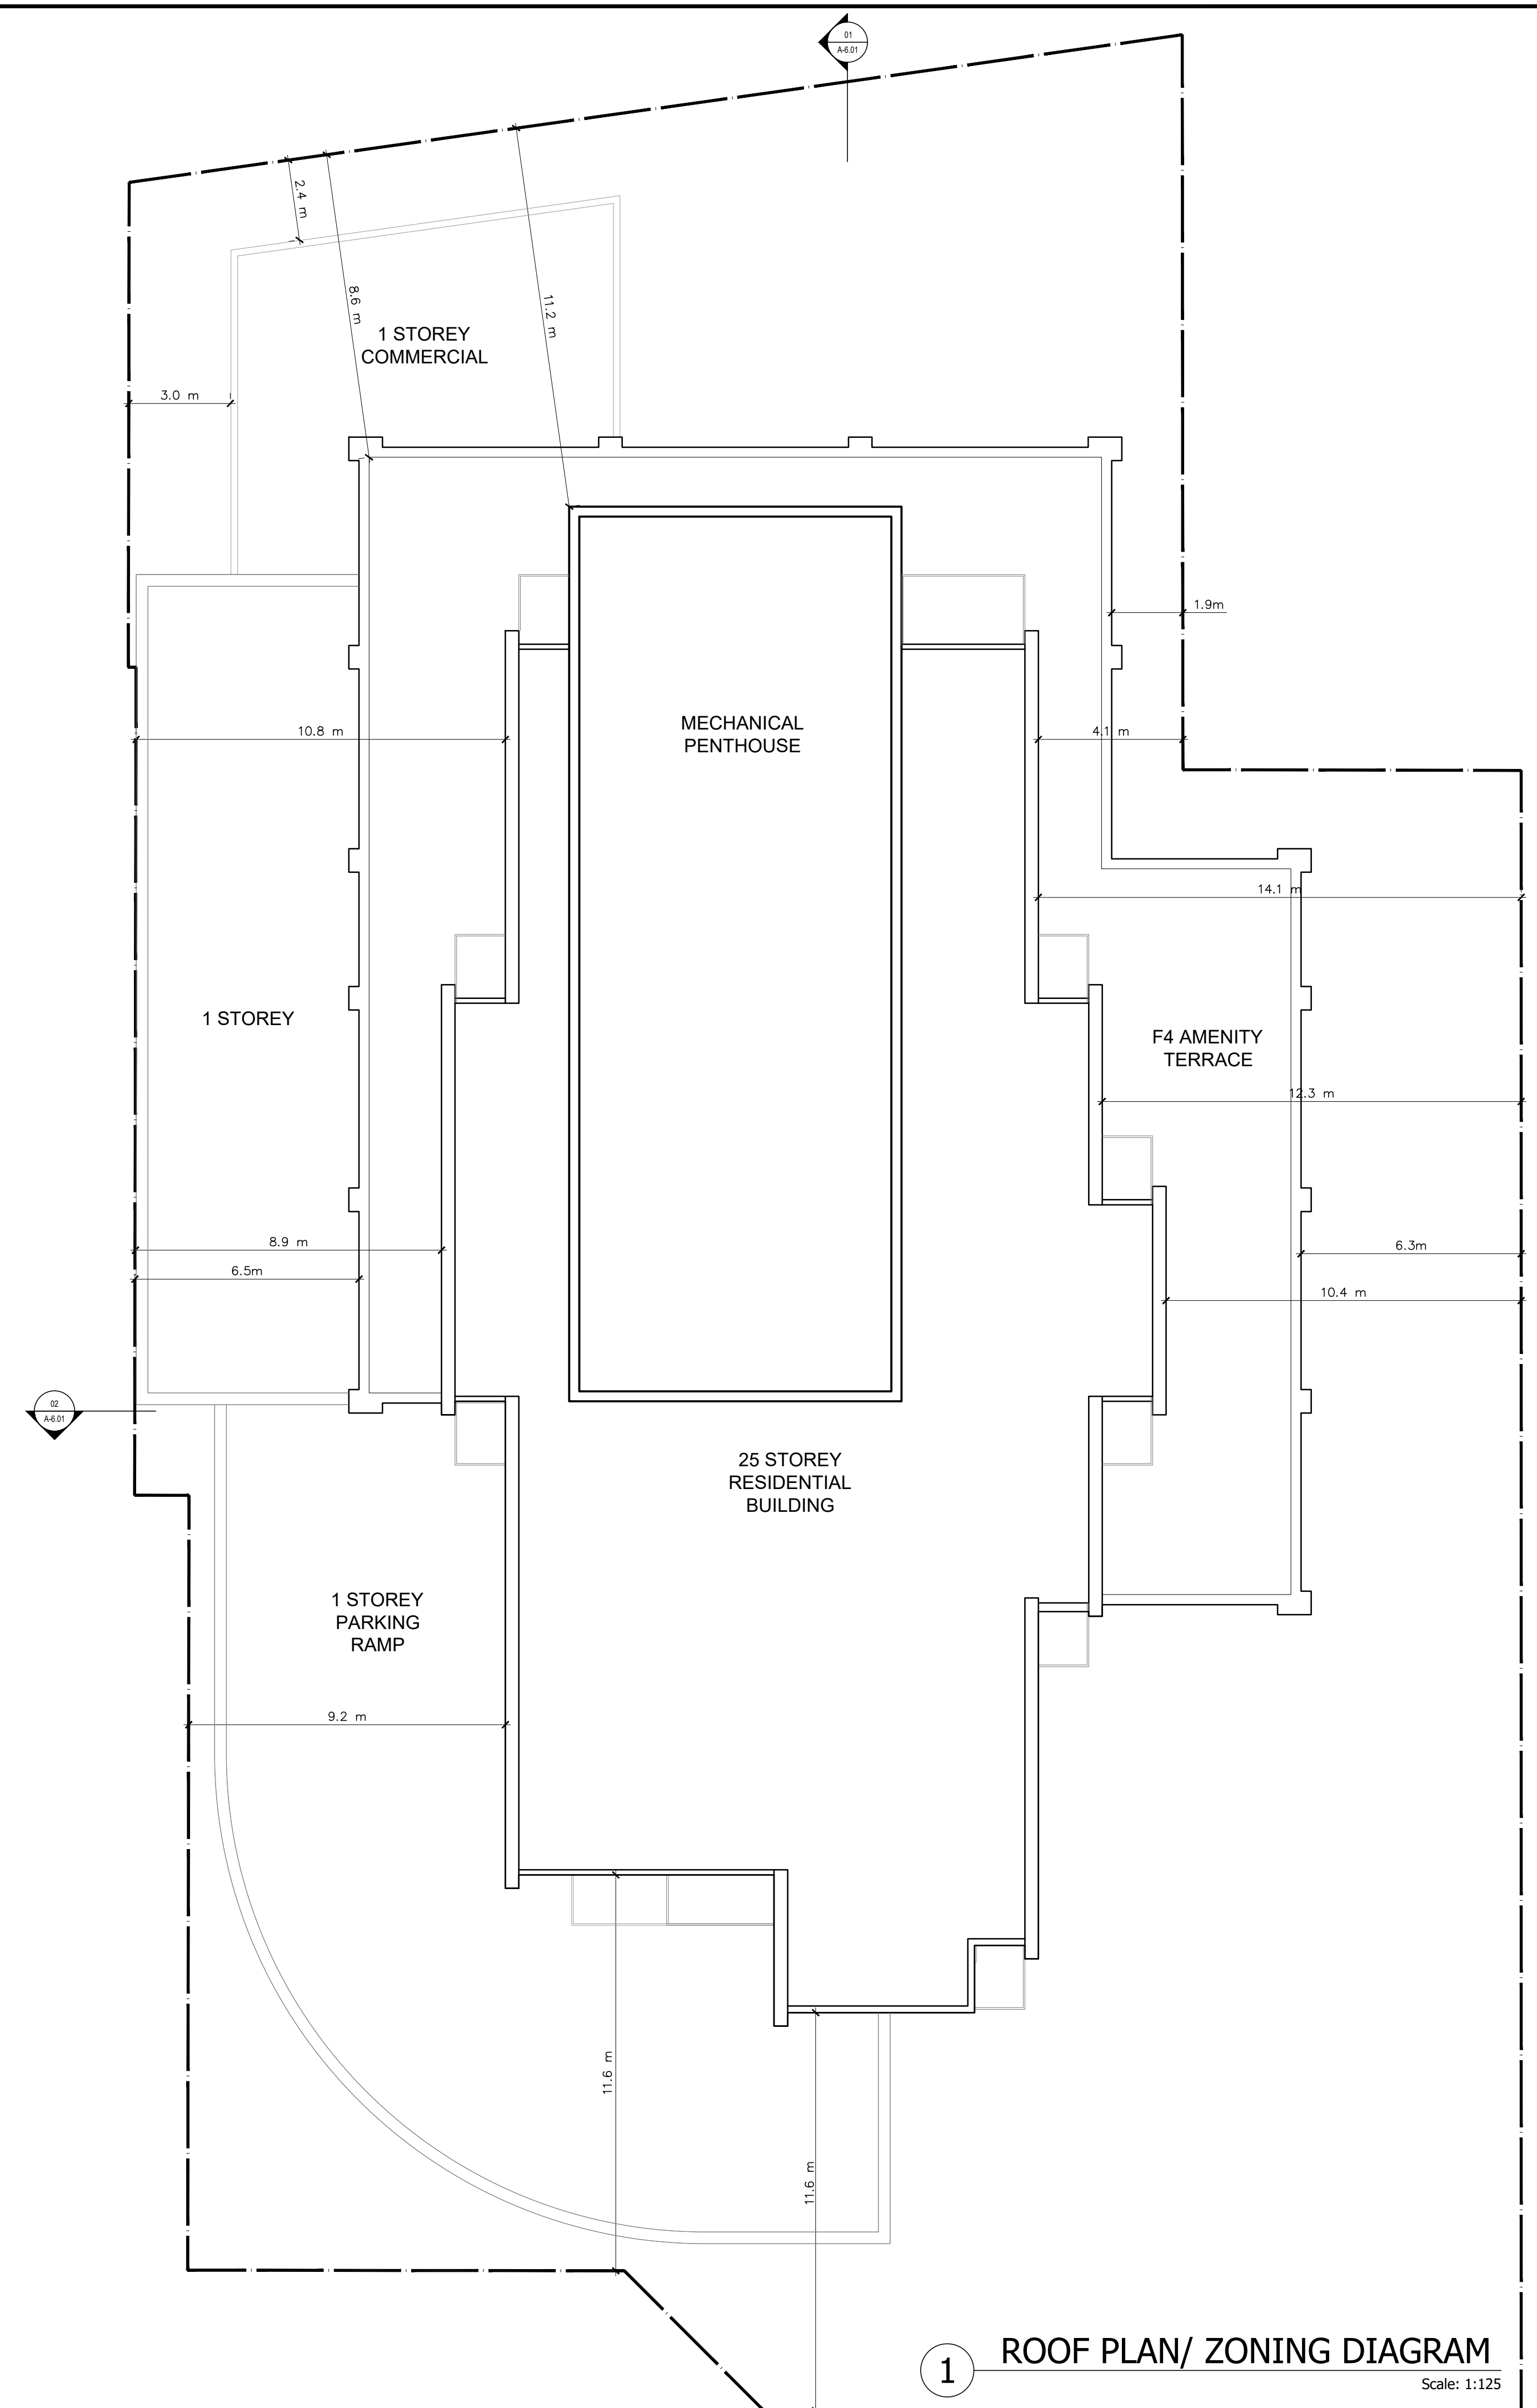 01
A-6.01
2.4 m
8.6 m
11.2 m
1 STOREY
COMMERCIAL
3.0 m
1.9m
10.8 m
MECHANICAL
PENTHOUSE
4.1 m
14.1 m
1 STOREY
F4 AMENITY
TERRACE
12.3 m
8.9 m
6.3m
6.5m
10.4 m
02
A-6.01
25 STOREY
RESIDENTIAL
BUILDING
1 STOREY
PARKING
RAMP
9.2 m
11.6 m
11.6 m
1
ROOF PLAN/ ZONING DIAGRAM
Scale: 1:125